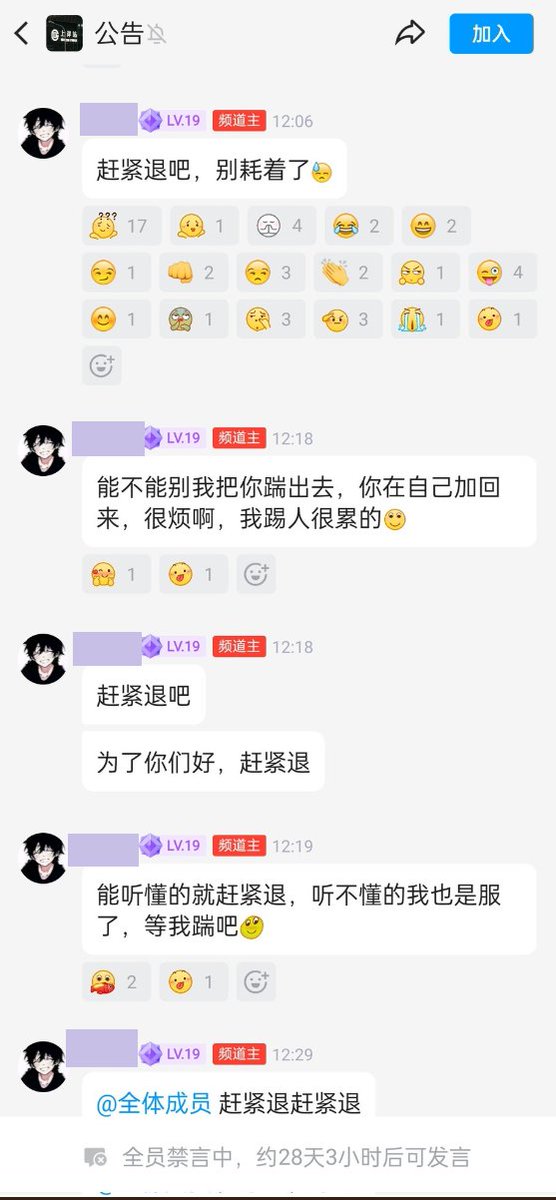 公告
加入
LV.19 频道主 12:06
赶紧退吧，别耗着了
17 1 4 2 2
1 2 3 2 1 4
1 1 3 3 1 1
LV.19 频道主 12:18
能不能别我把你踹出去，你在自己加回
来，很烦啊，我踢人很累的
1 1
LV.19 频道主 12:18
赶紧退吧
为了你们好，赶紧退
LV.19 频道主 12:19
能听懂的就赶紧退，听不懂的我也是服
了，等我踹吧
2 1
LV.19 频道主 12:29
@全体成员 赶紧退赶紧退
全员禁言中，约28天3小时后可发言